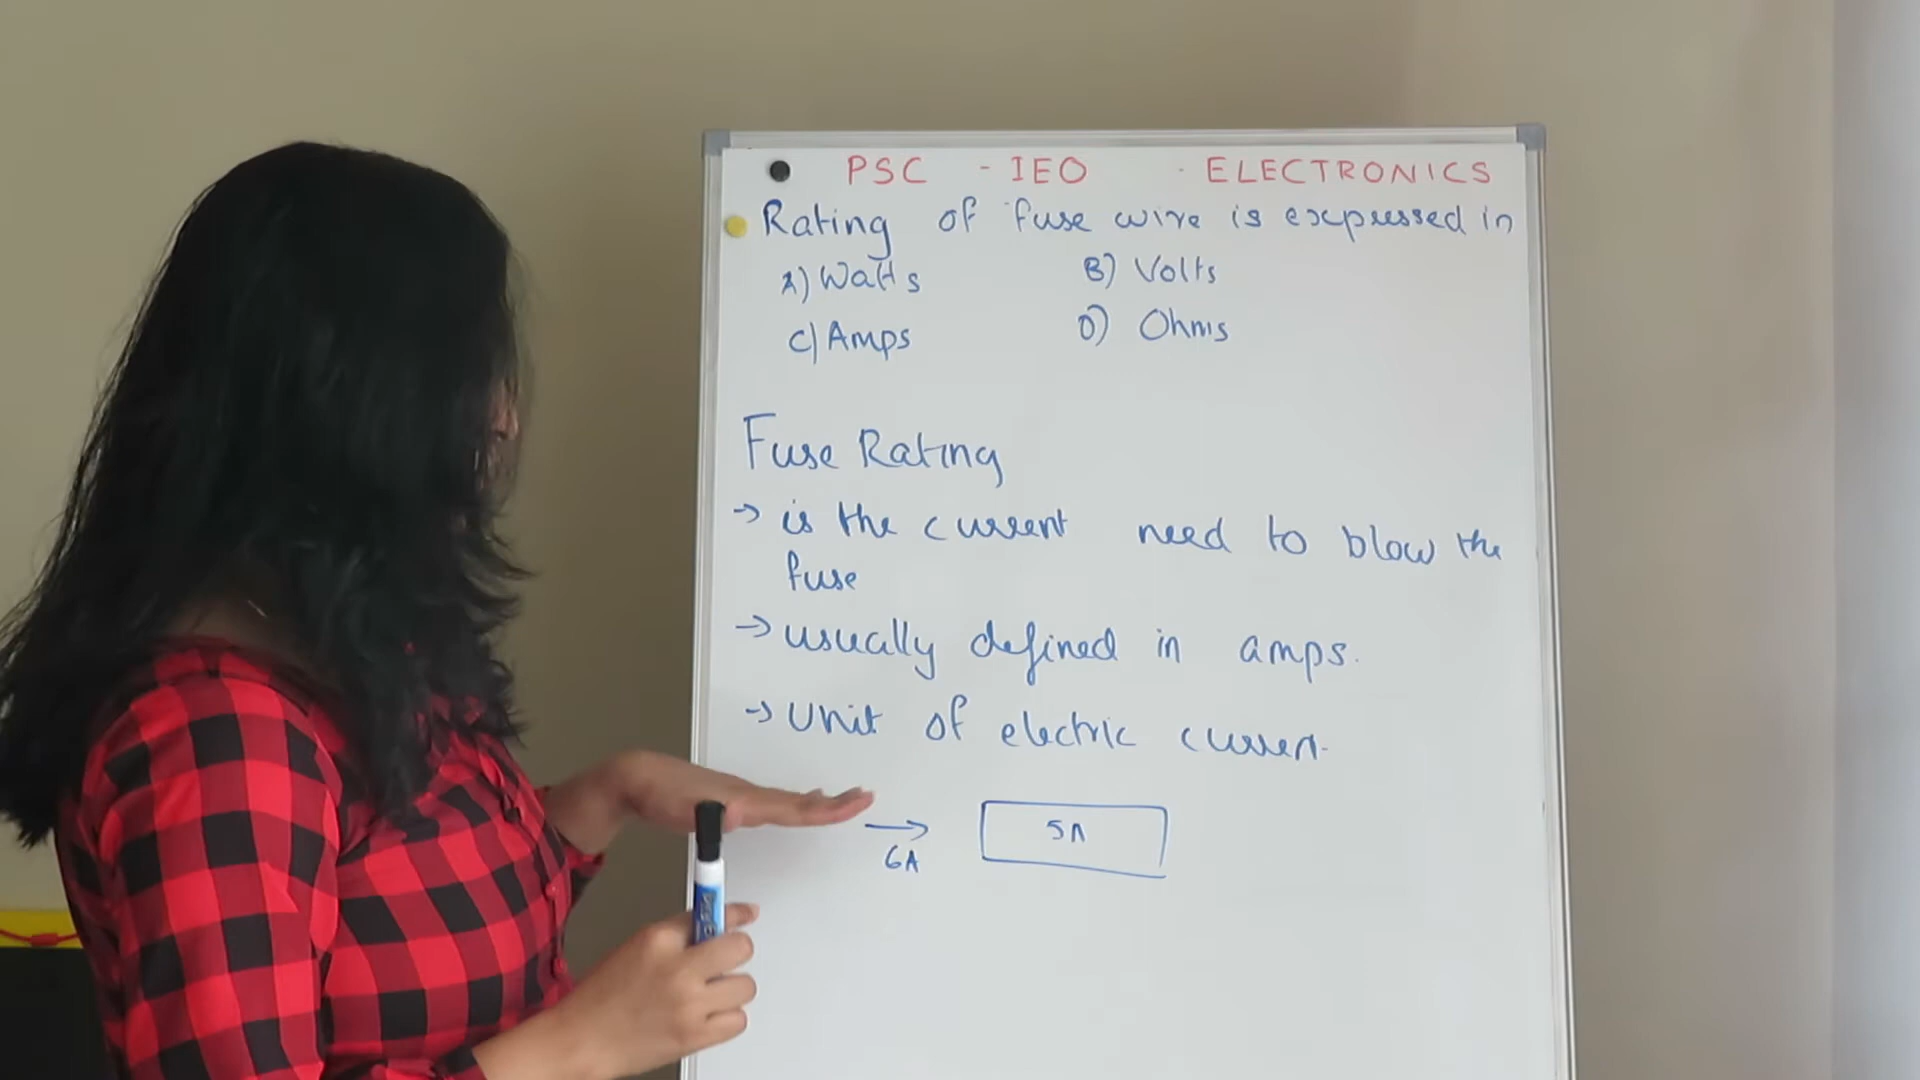 PSC - IEO - ELECTRONICS
Rating of fuse wire is expressed in
A) Watts B) Volts
C) Amps D) Ohms
Fuse Rating
→ is the current need to blow the
fuse
→ usually defined in amps.
→ Unit of electric current
→ 5A
6A